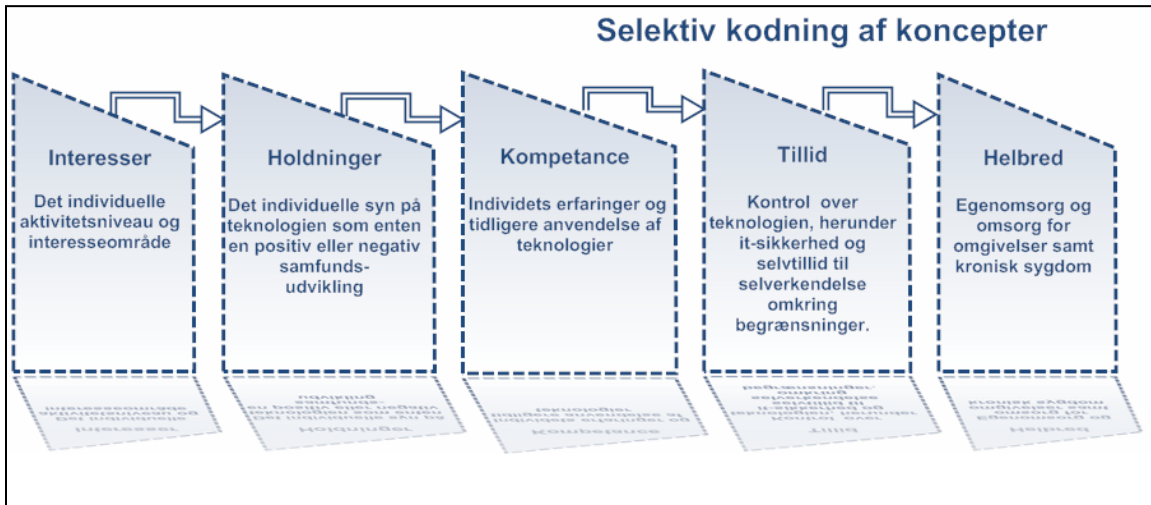 Selektiv kodning af koncepter
Interesser
Det individuelle
aktivitetsniveau og
interesseområde
Holdninger
Det individuelle syn på
teknologien som enten
en positiv eller negativ
samfunds-
udvikling
Kompetance
Individets erfaringer og
tidligere anvendelse af
teknologier
Tillid
Kontrol over
teknologien, herunder
it-sikkerhed og
selvtillid til
selverkendelse
omkring
begrænsninger.
Helbred
Egenomsorg og
omsorg for
omgivelser samt
kronisk sygdom